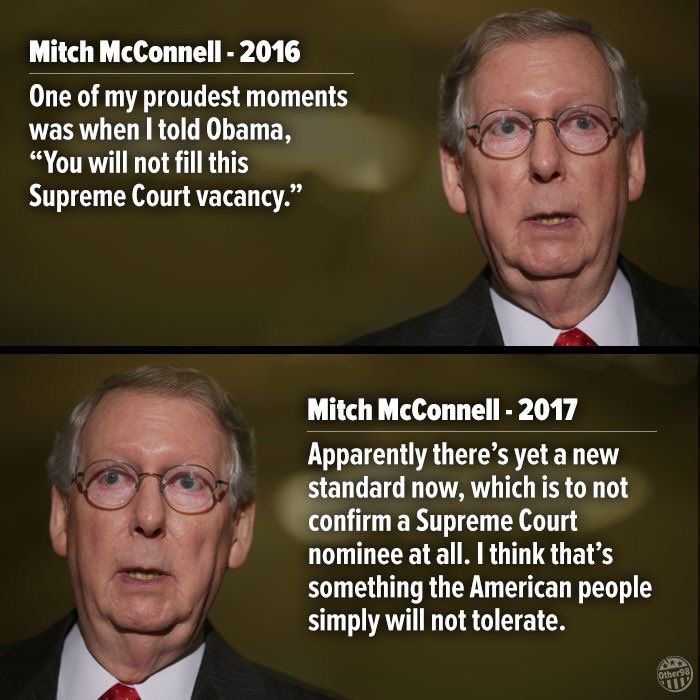 Mitch McConnell - 2016
One of my proudest moments
was when I told Obama,
“You will not fill this
Supreme Court vacancy.”
Mitch McConnell - 2017
Apparently there’s yet a new
standard now, which is to not
confirm a Supreme Court
nominee at all. I think that’s
something the American people
simply will not tolerate.
Other98